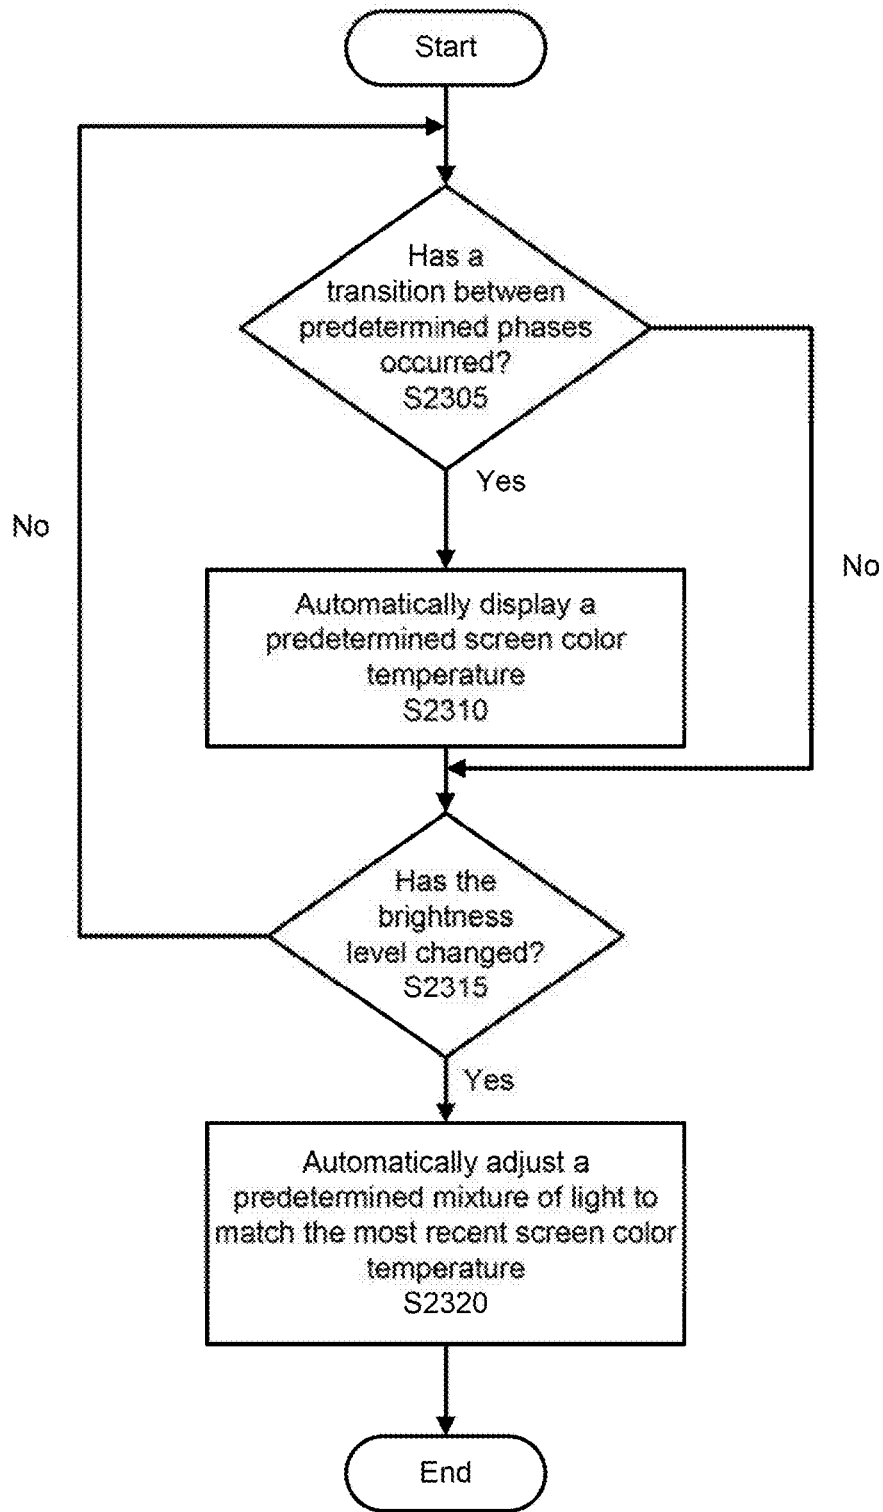 Start
Has a
transition between
predetermined phases
occurred?
S2305
Yes
No
No
Automatically display a
predetermined screen color
temperature
S2310
Has the
brightness
level changed?
S2315
Yes
Automatically adjust a
predetermined mixture of light to
match the most recent screen color
temperature
S2320
End